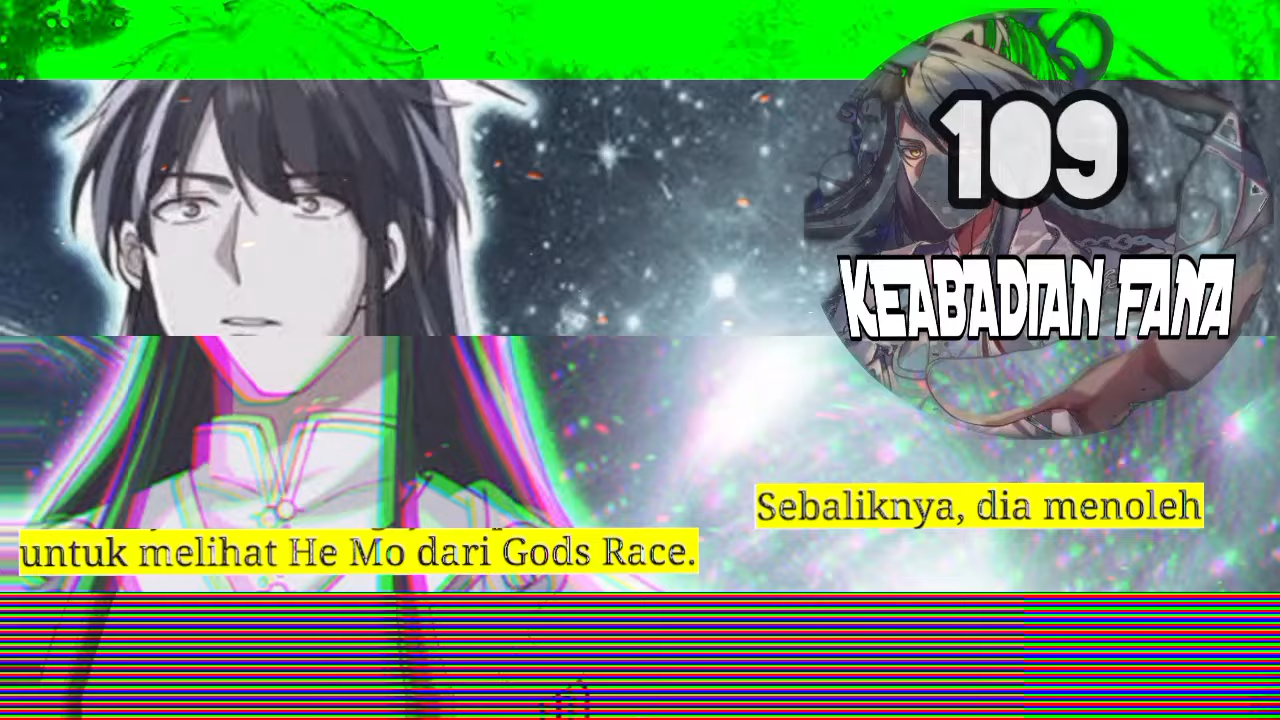 109
KEABADIAN FANA
Sebaliknya, dia menoleh
untuk melihat He Mo dari Gods Race.